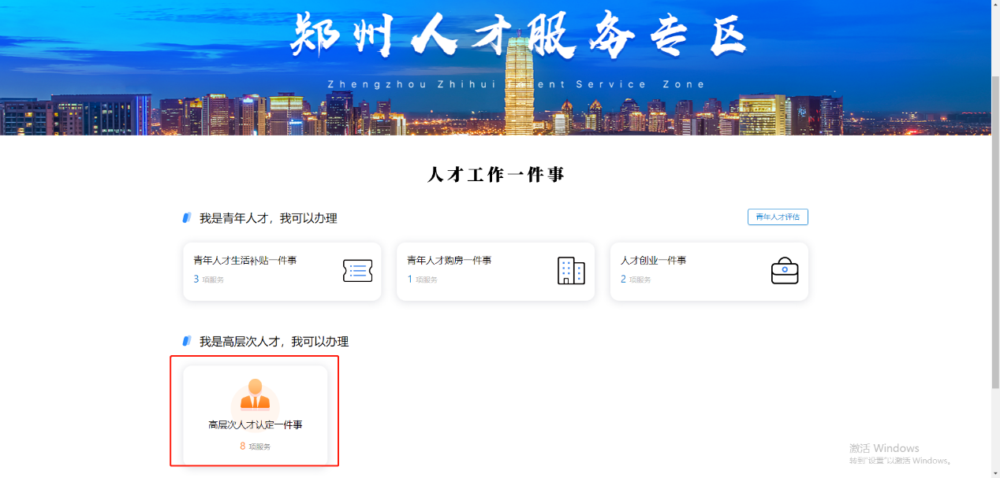 郑州人才服务专区
Zhengzhou Zhihui Talent Service Zone
人才工作一件事
我是青年人才，我可以办理
青年人才评估
青年人才生活补贴一件事
3 项服务
青年人才购房一件事
1 项服务
人才创业一件事
2 项服务
我是高层次人才，我可以办理
高层次人才认定一件事
8 项服务
激活 Windows
转到"设置"以激活 Windows。